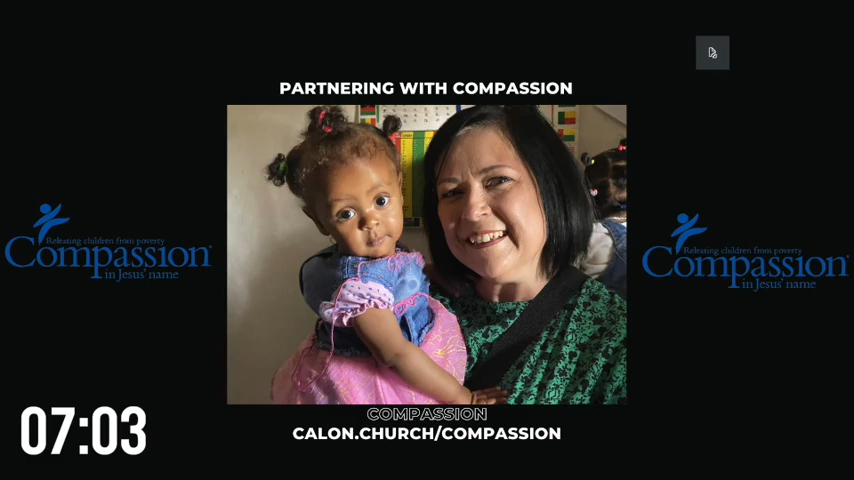 PARTNERING WITH COMPASSION
Releasing children from poverty
Compassion®
in Jesus' name
Releasing children from poverty
Compassion®
in Jesus' name
COMPASSION
CALON.CHURCH/COMPASSION
07:03